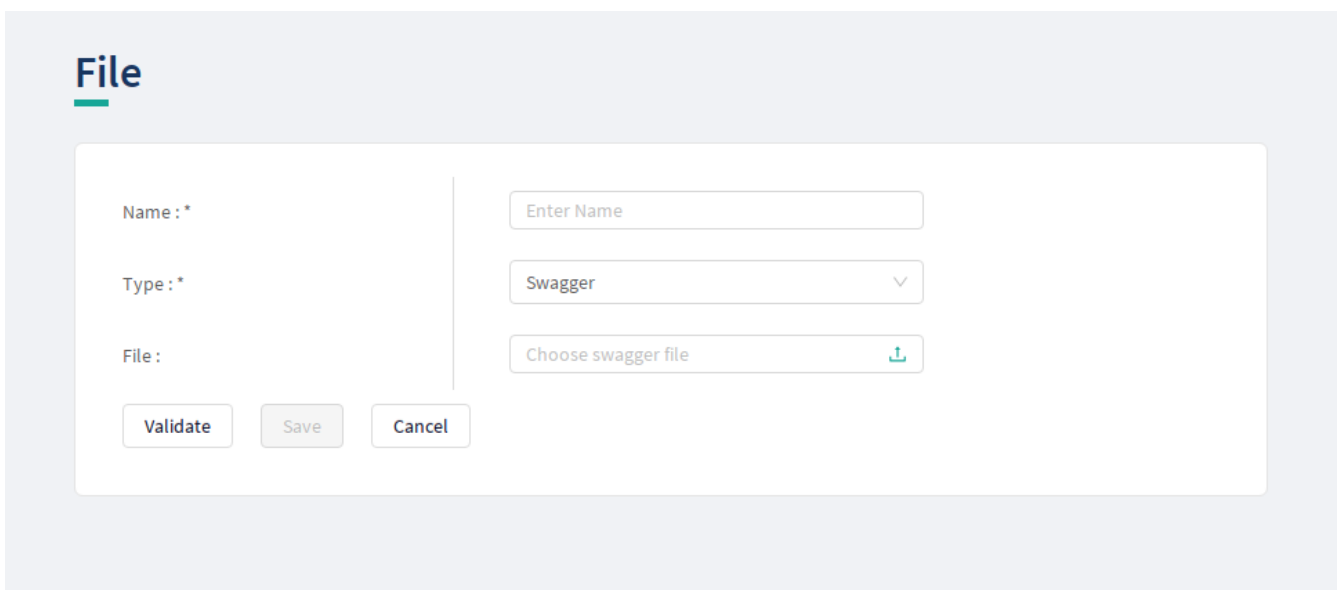 File
Name : *
Enter Name
Type : *
Swagger
File :
Choose swagger file
Validate Save Cancel